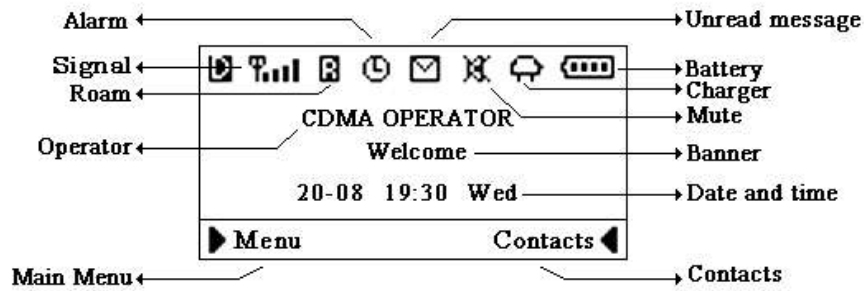 Alarm Unread message
Signal Battery
Roam Charger
CDMA OPERATOR Mute
Operator Welcome Banner
20-08 19:30 Wed Date and time
Menu Contacts
Main Menu Contacts